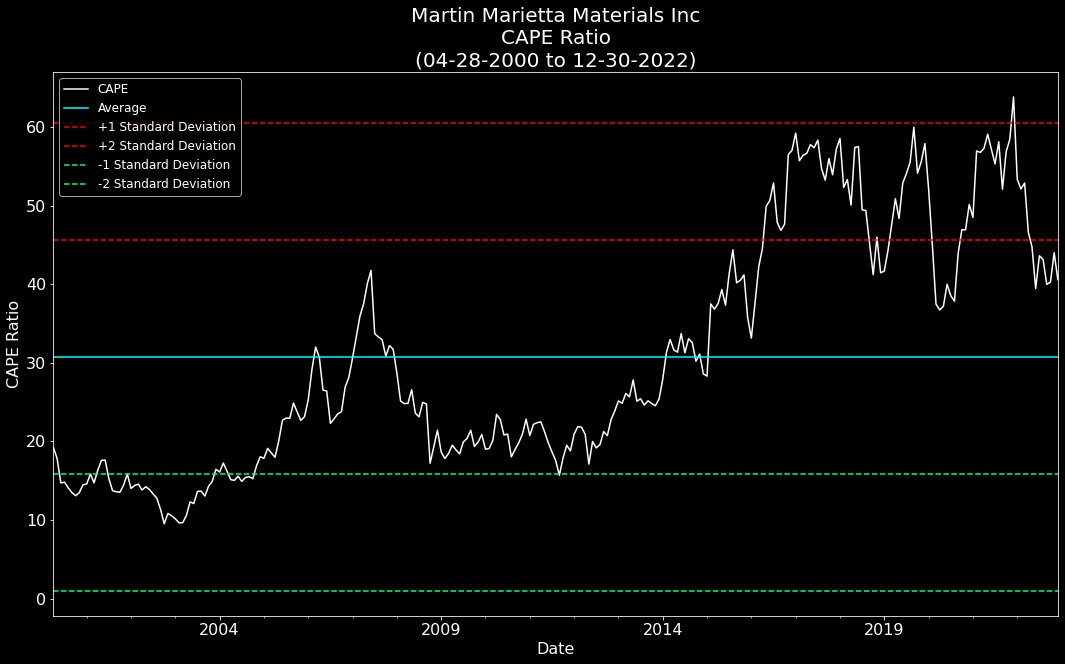 Martin Marietta Materials Inc
CAPE Ratio
(04-28-2000 to 12-30-2022)
CAPE
Average
+1 Standard Deviation
+2 Standard Deviation
-1 Standard Deviation
-2 Standard Deviation
60
50
40
30
20
10
0
CAPE Ratio
2004
2009
2014
2019
Date